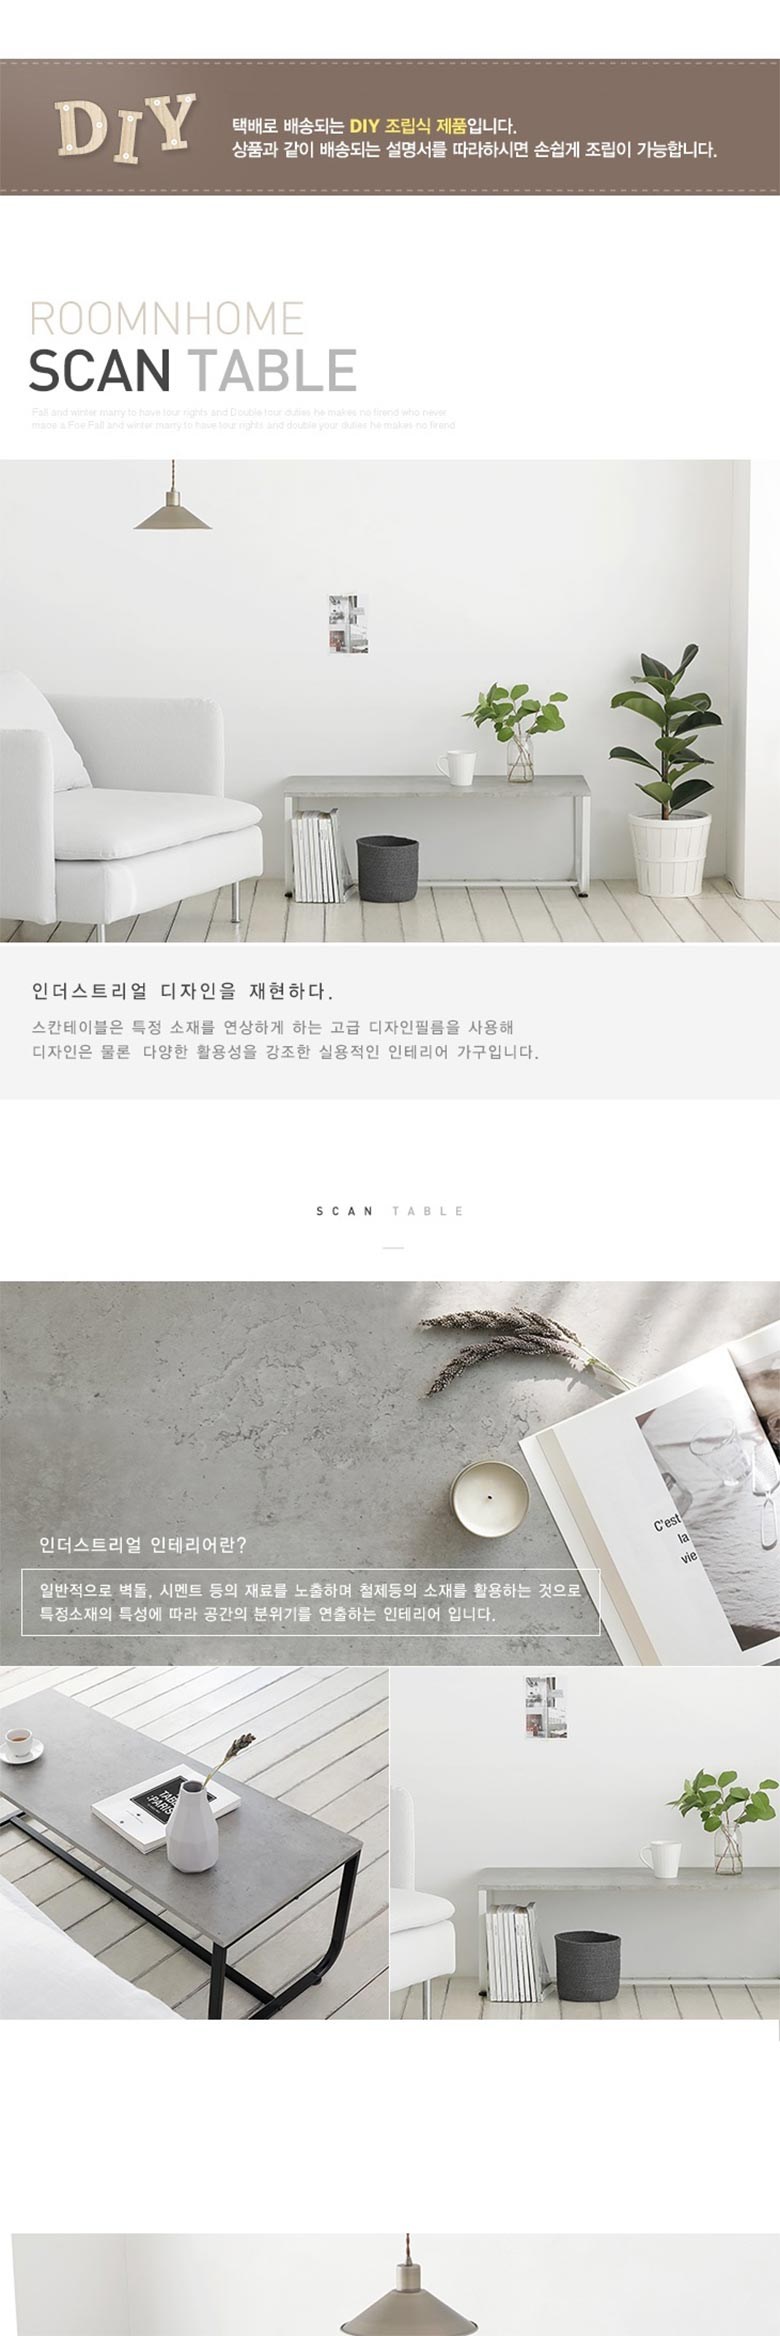 DIY
택배로 배송되는 DIY 조립식 제품입니다.
상품과 같이 배송되는 설명서를 따라하시면 손쉽게 조립이 가능합니다.
ROOMNHOME
SCAN TABLE
Fall and winter marry to have tour rights and Double tour duties he makes no firend who never
made a Foe Fall and winter marry to have tour rights and double your duties he makes no firend
인더스트리얼 디자인을 재현하다.
스칸테이블은 특정 소재를 연상하게 하는 고급 디자인필름을 사용해
디자인은 물론 다양한 활용성을 강조한 실용적인 인테리어 가구입니다.
SCAN TABLE
C'est
la
vie
인더스트리얼 인테리어란?
일반적으로 벽돌, 시멘트 등의 재료를 노출하며 철제등의 소재를 활용하는 것으로
특정소재의 특성에 따라 공간의 분위기를 연출하는 인테리어 입니다.